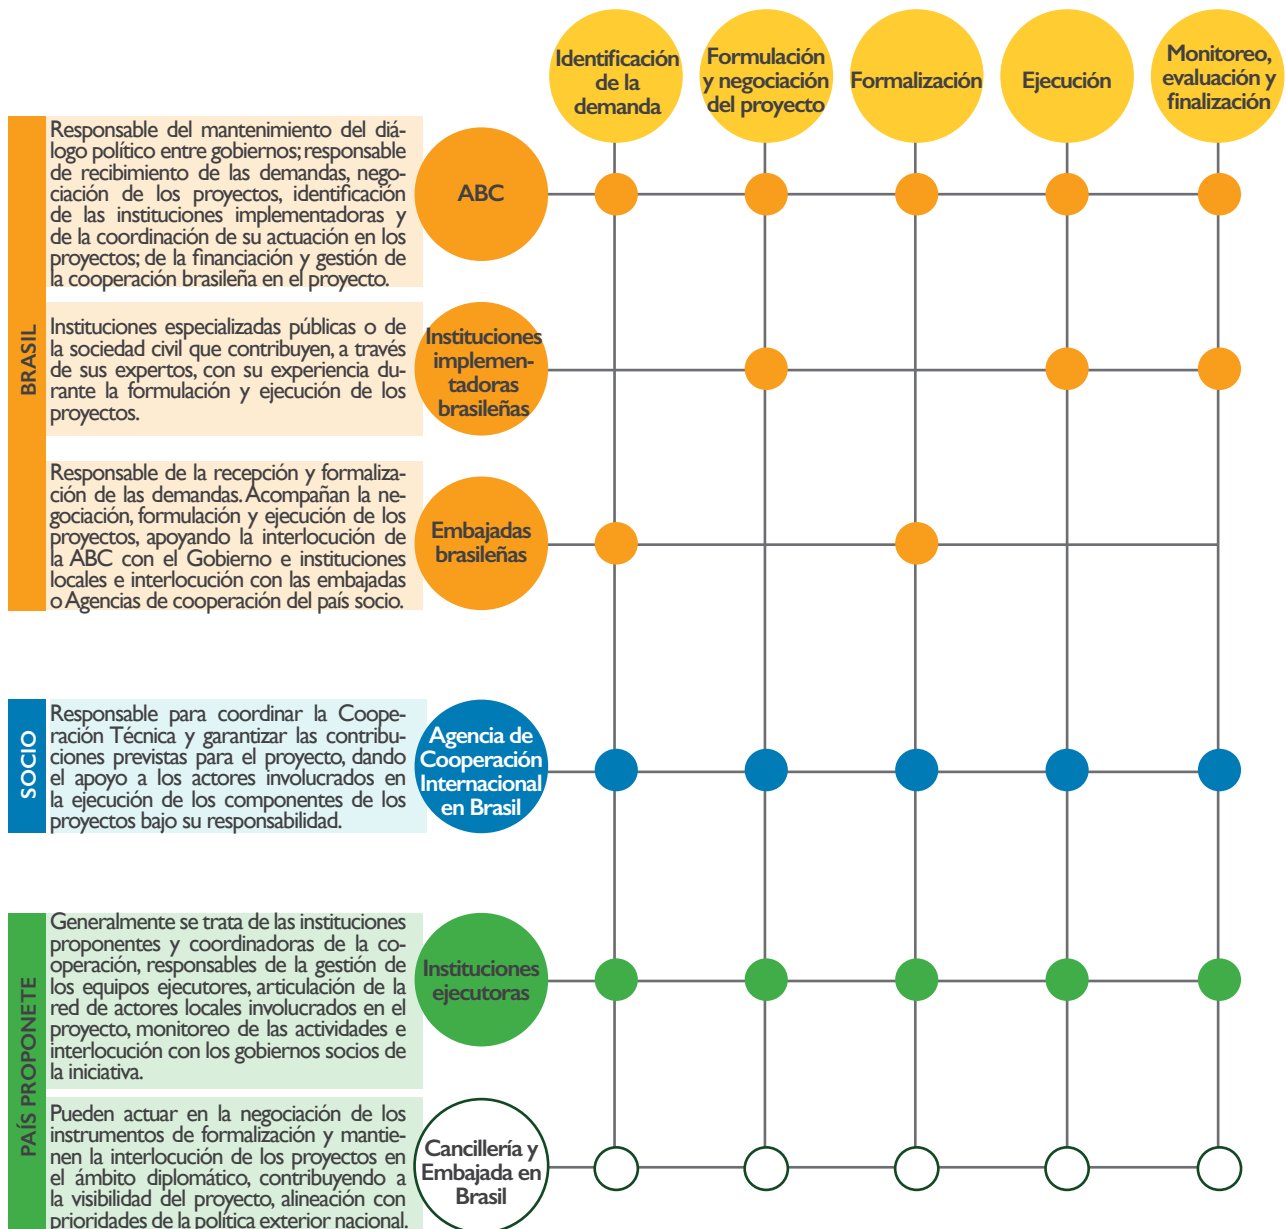 Identificación
de la
demanda
Formulación
y negociación
del proyecto
Formalización
Ejecución
Monitoreo,
evaluación y
finalización
BRASIL
Responsable del mantenimiento del diá-
logo político entre gobiernos; responsable
de recibimiento de las demandas, nego-
ciación de los proyectos, identificación
de las instituciones implementadoras y
de la coordinación de su actuación en los
proyectos; de la financiación y gestión de
la cooperación brasileña en el proyecto.
ABC
Instituciones especializadas públicas o de
la sociedad civil que contribuyen, a través
de sus expertos, con su experiencia du-
rante la formulación y ejecución de los
proyectos.
Instituciones
implemen-
tadoras
brasileñas
Responsable de la recepción y formaliza-
ción de las demandas. Acompañan la ne-
gociación, formulación y ejecución de los
proyectos, apoyando la interlocución de
la ABC con el Gobierno e instituciones
locales e interlocución con las embajadas
o Agencias de cooperación del país socio.
Embajadas
brasileñas
SOCIO
Responsable para coordinar la Coope-
ración Técnica y garantizar las contribu-
ciones previstas para el proyecto, dando
el apoyo a los actores involucrados en
la ejecución de los componentes de los
proyectos bajo su responsabilidad.
Agencia de
Cooperación
Internacional
en Brasil
PAÍS PROPONETE
Generalmente se trata de las instituciones
proponentes y coordinadoras de la co-
operación, responsables de la gestión de
los equipos ejecutores, articulación de la
red de actores locales involucrados en el
proyecto, monitoreo de las actividades e
interlocución con los gobiernos socios de
la iniciativa.
Instituciones
ejecutoras
Pueden actuar en la negociación de los
instrumentos de formalización y mantie-
nen la interlocución de los proyectos en
el ámbito diplomático, contribuyendo a
la visibilidad del proyecto, alineación con
prioridades de la política exterior nacional.
Cancillería y
Embajada en
Brasil